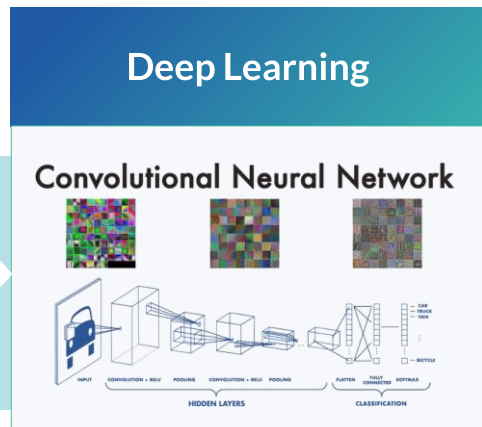 Deep Learning
Convolutional Neural Network
CAR
TRUCK
VAN
BICYCLE
INPUT CONVOLUTION + RELU POOLING CONVOLUTION + RELU POOLING FLATTEN FULLY CONNECTED SOFTMAX
HIDDEN LAYERS CLASSIFICATION